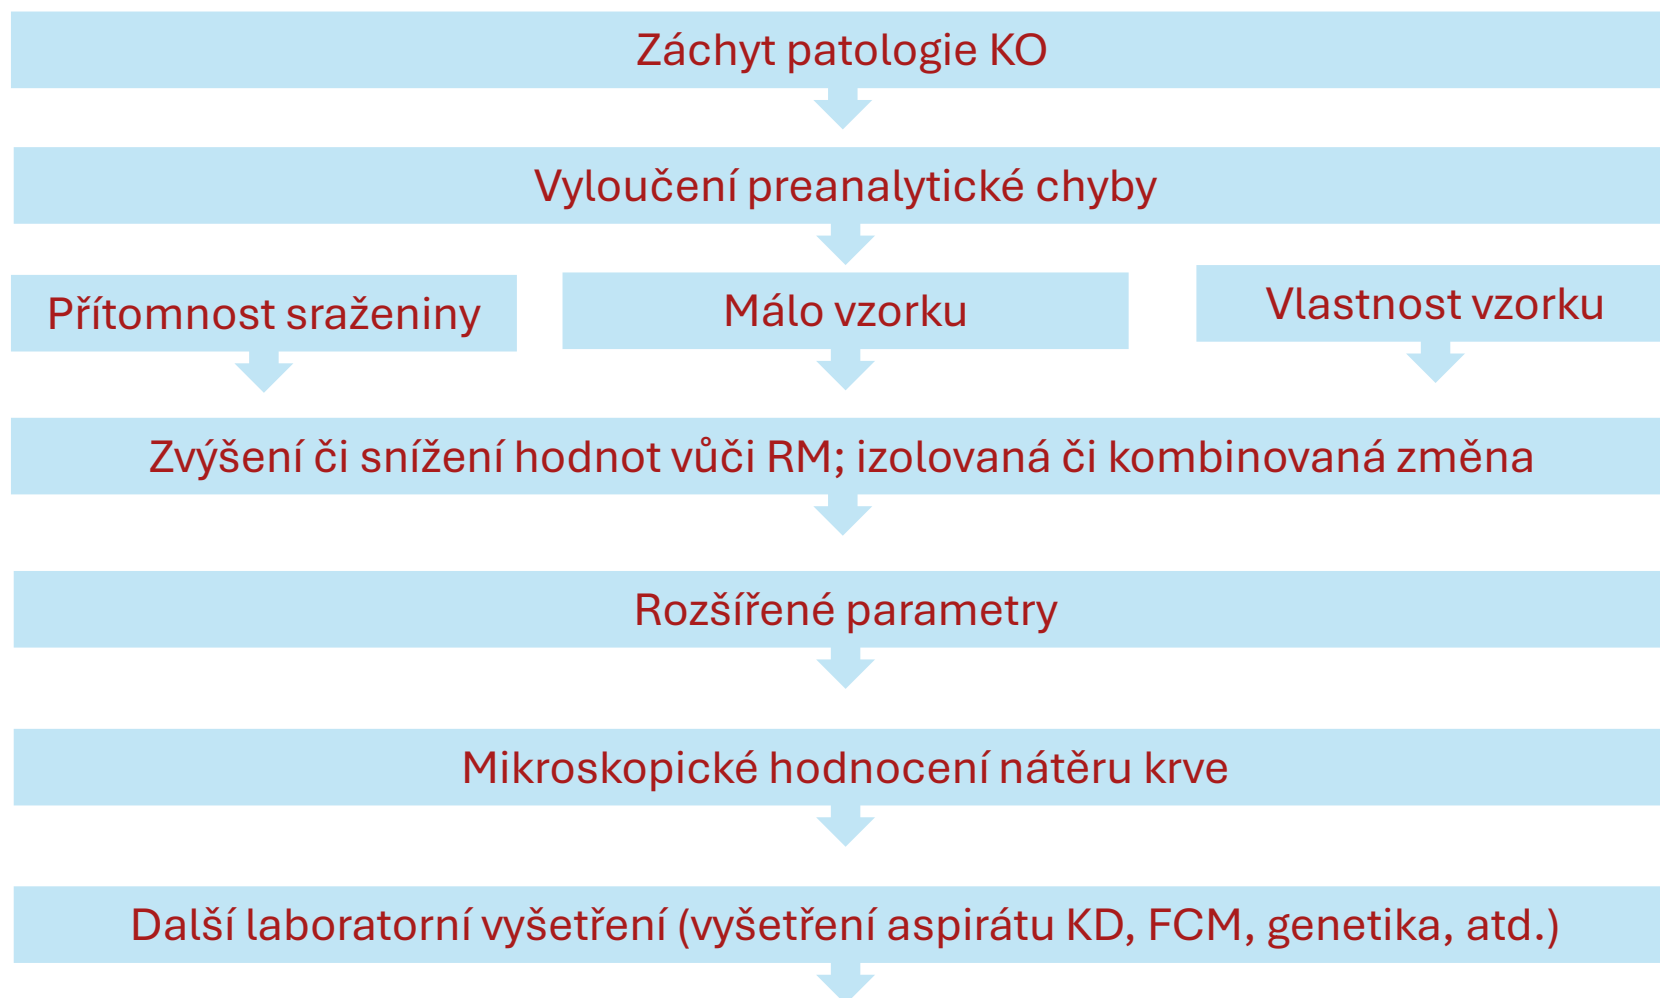 Záchyt patologie KO
Vyloučení preanalytické chyby
Přítomnost sraženiny
Málo vzorku
Vlastnost vzorku
Zvýšení či snížení hodnot vůči RM; izolovaná či kombinovaná změna
Rozšířené parametry
Mikroskopické hodnocení nátěru krve
Další laboratorní vyšetření (vyšetření aspirátu KD, FCM, genetika, atd.)